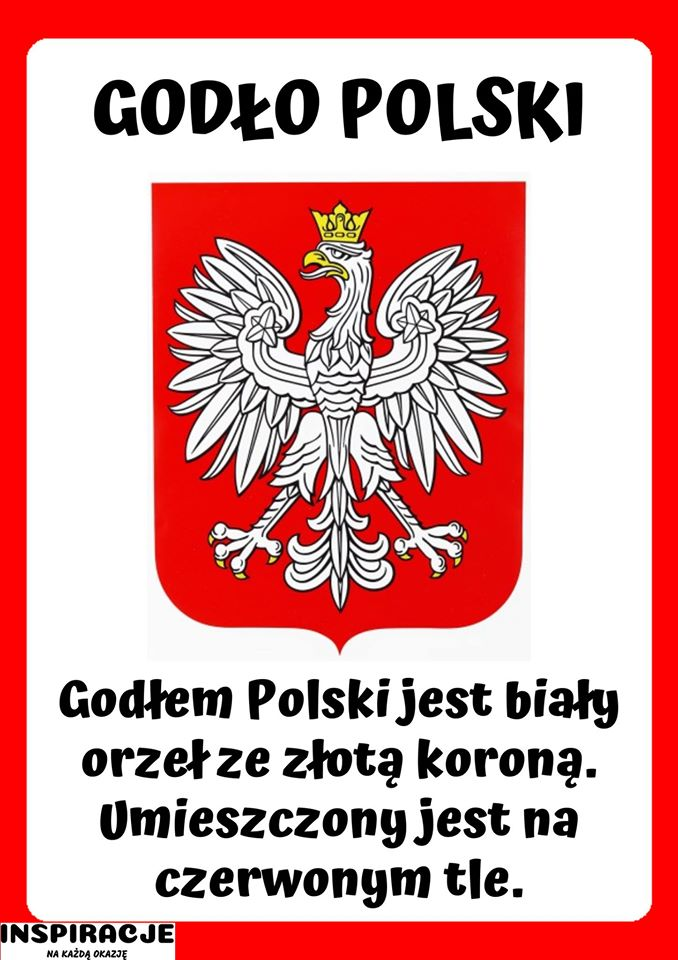 GODŁO POLSKI
Godłem Polski jest biały
orzeł ze złotą koroną.
Umieszczony jest na
czerwonym tle.
INSPIRACJE
NA KAŻDĄ OKAZJĘ